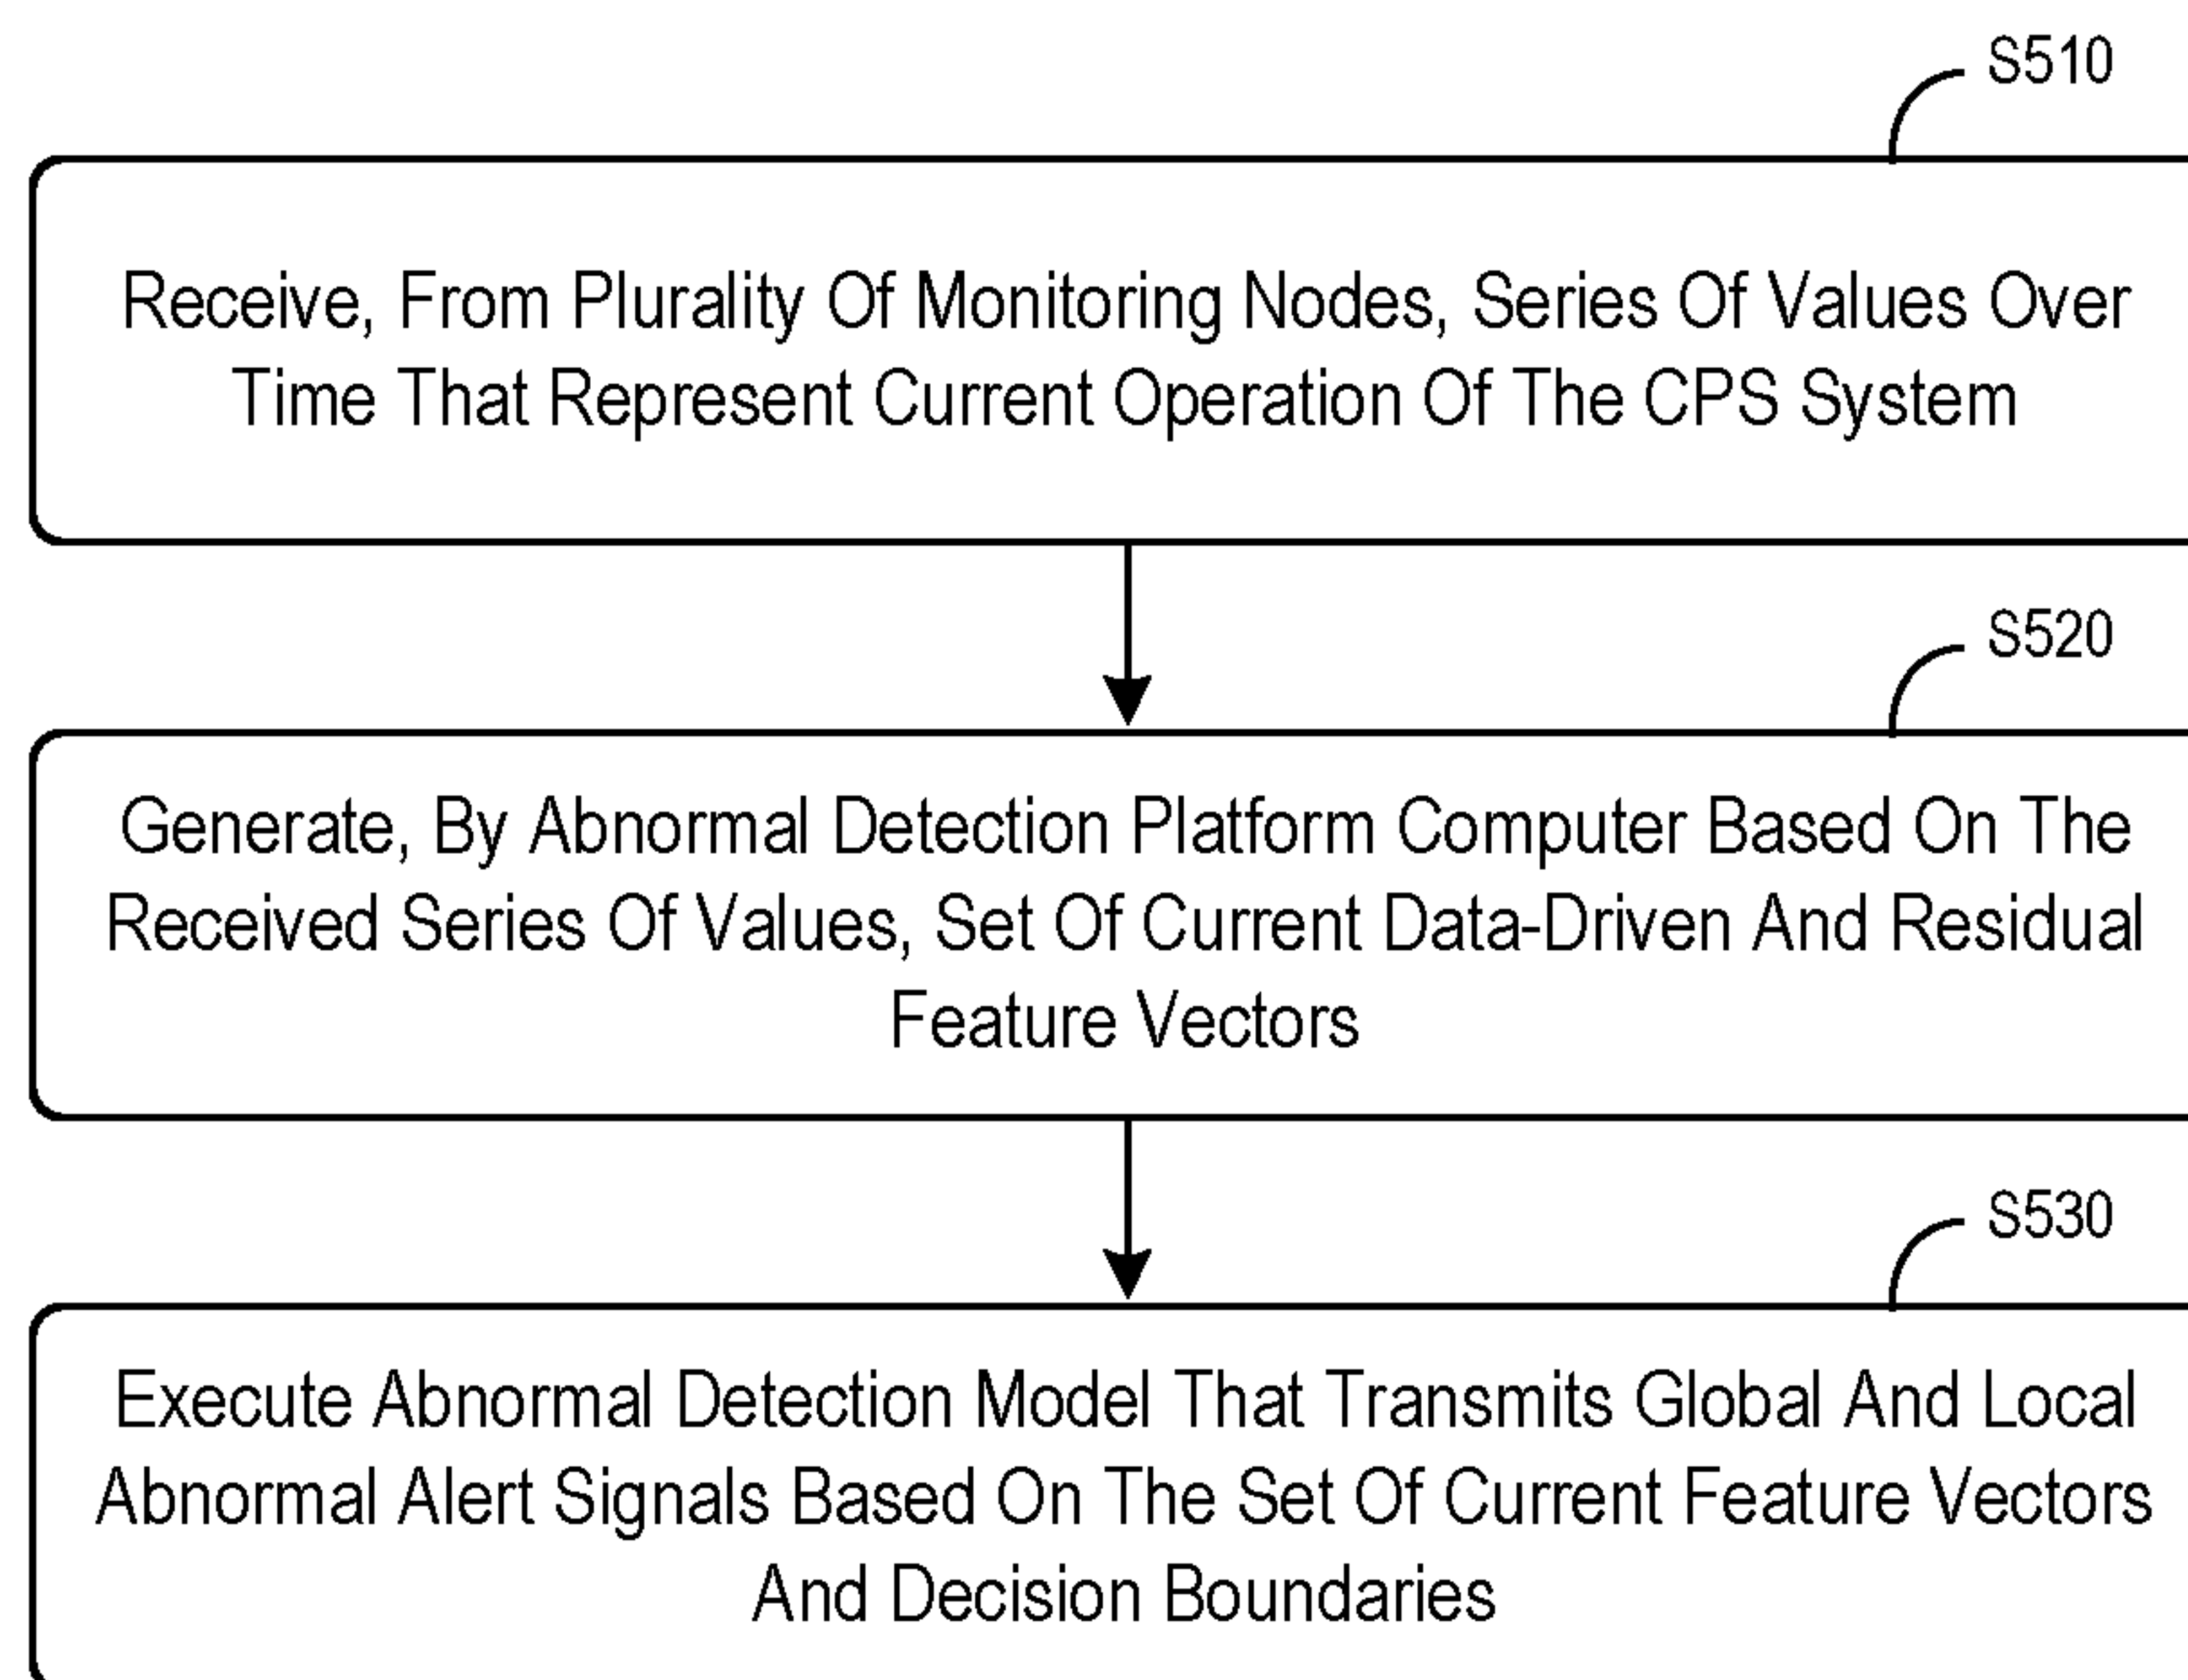 S510
Receive, From Plurality Of Monitoring Nodes, Series Of Values Over
Time That Represent Current Operation Of The CPS System
S520
Generate, By Abnormal Detection Platform Computer Based On The
Received Series Of Values, Set Of Current Data-Driven And Residual
Feature Vectors
S530
Execute Abnormal Detection Model That Transmits Global And Local
Abnormal Alert Signals Based On The Set Of Current Feature Vectors
And Decision Boundaries